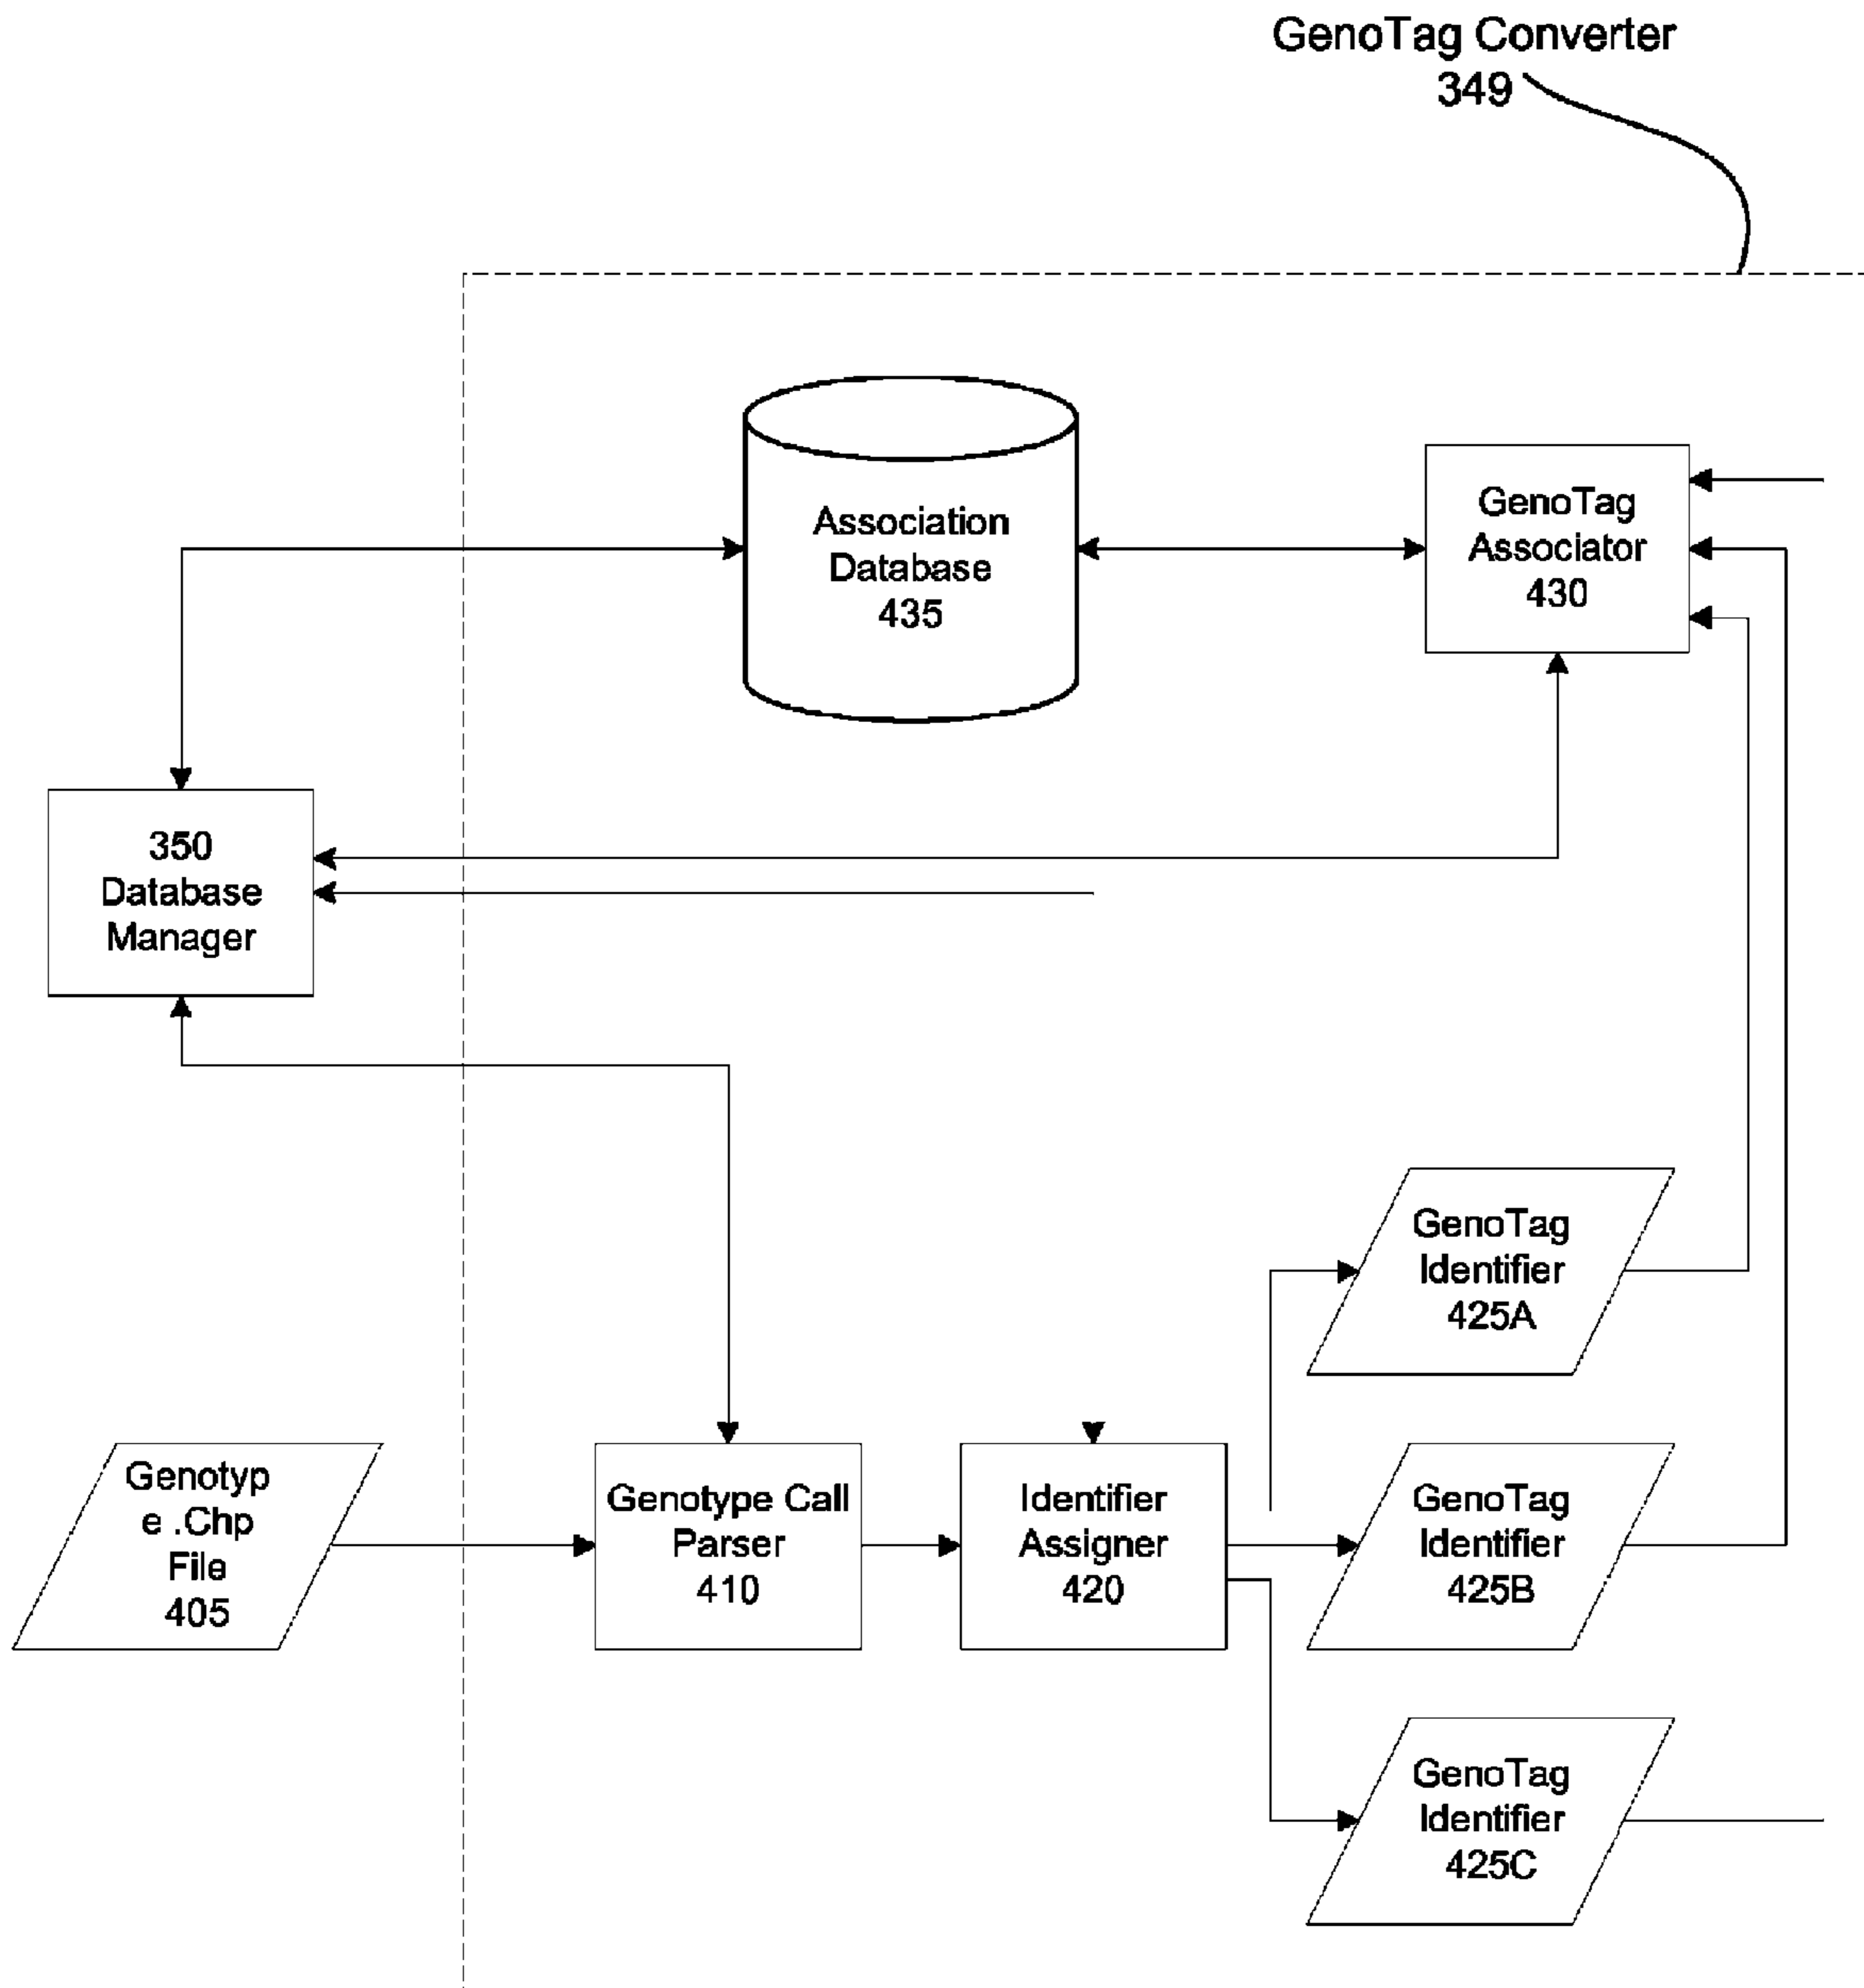 GenoTag Converter
349
Association
Database
435
GenoTag
Associator
430
350
Database
Manager
GenoTag
Identifier
425A
Genotyp
e .Chp
File
405
Genotype Call
Parser
410
Identifier
Assigner
420
GenoTag
Identifier
425B
GenoTag
Identifier
425C